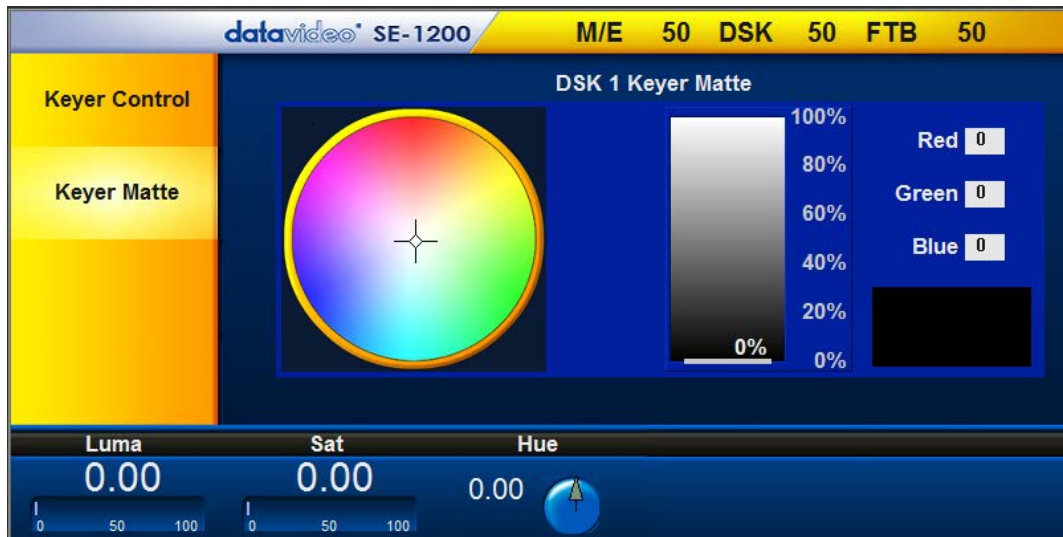 datavideo SE-1200 M/E 50 DSK 50 FTB 50
Keyer Control
Keyer Matte
DSK 1 Keyer Matte
100%
80%
60%
40%
20%
0%
0%
Red 0
Green 0
Blue 0
Luma Sat Hue
0.00 0.00 0.00
0 50 100 0 50 100